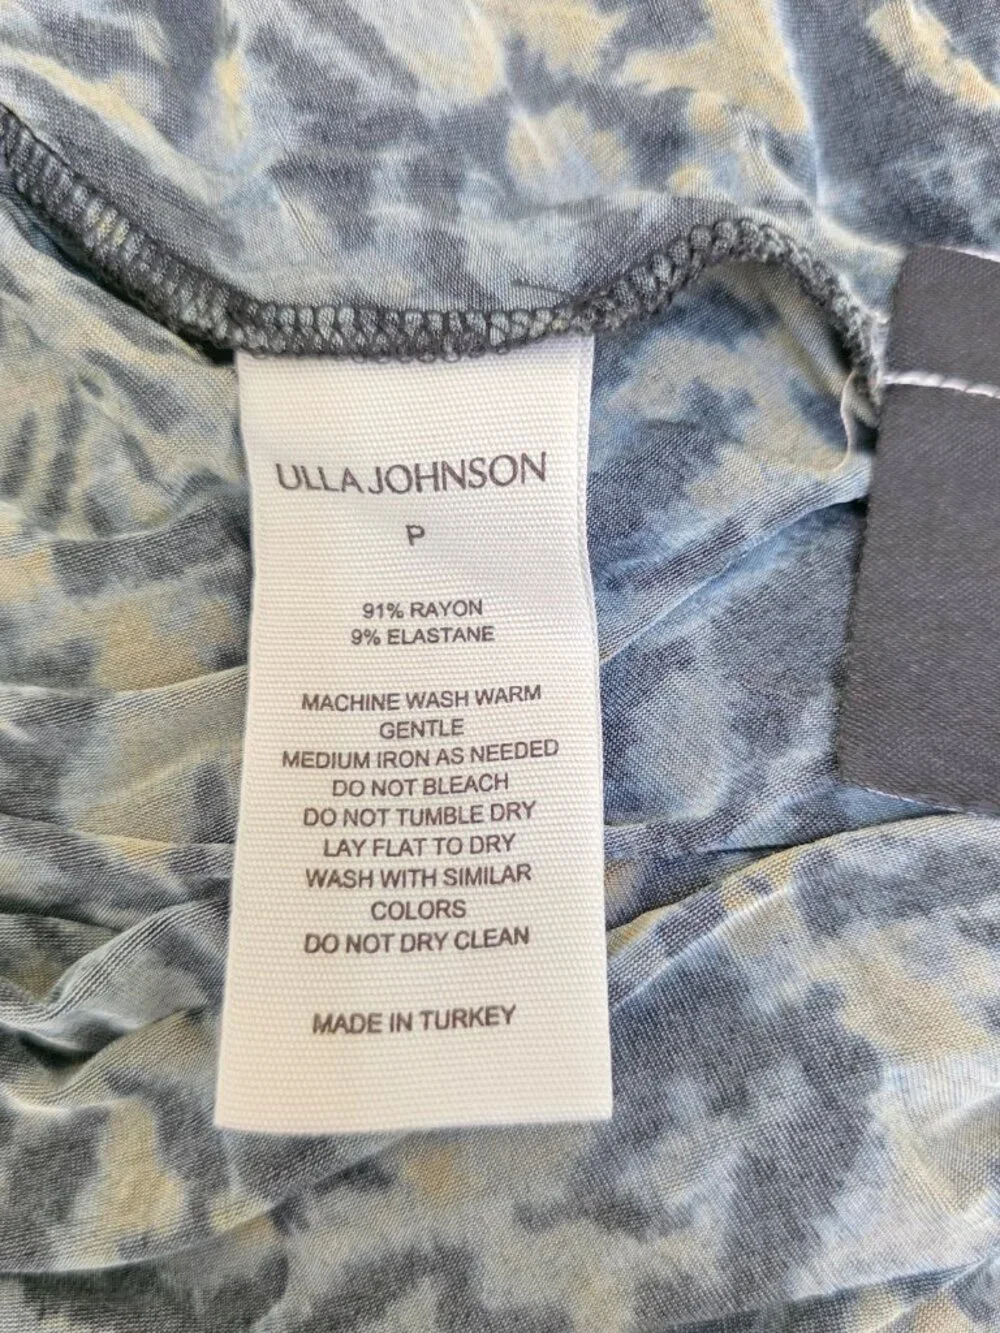 ULLA JOHNSON
P
91% RAYON
9% ELASTANE
MACHINE WASH WARM
GENTLE
MEDIUM IRON AS NEEDED
DO NOT BLEACH
DO NOT TUMBLE DRY
LAY FLAT TO DRY
WASH WITH SIMILAR
COLORS
DO NOT DRY CLEAN
MADE IN TURKEY